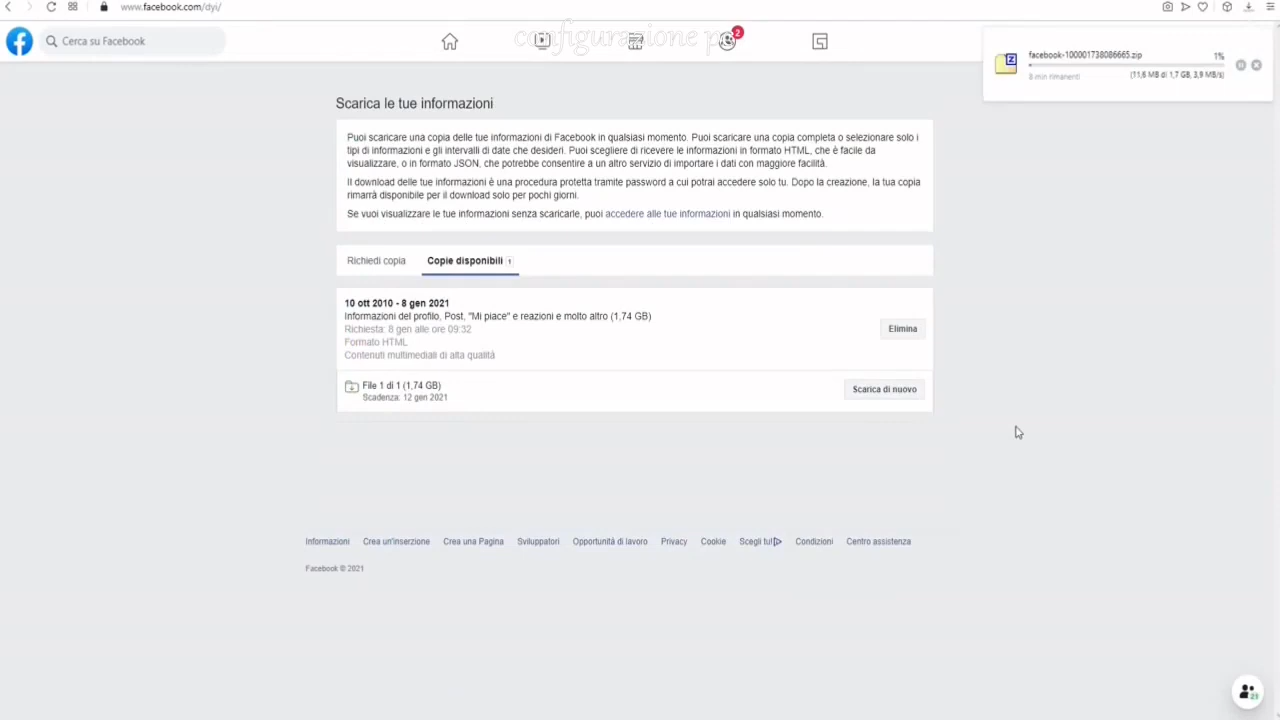 www.facebook.com/dyi/
Cerca su Facebook
configurazione pc
2
facebook-100001738086665.zip 1%
8 min rimanenti (11,6 MB di 1,7 GB, 3,9 MB/s)
Scarica le tue informazioni
Puoi scaricare una copia delle tue informazioni di Facebook in qualsiasi momento. Puoi scaricare una copia completa o selezionare solo i
tipi di informazioni e gli intervalli di date che desideri. Puoi scegliere di ricevere le informazioni in formato HTML, che è facile da
visualizzare, o in formato JSON, che potrebbe consentire a un altro servizio di importare i dati con maggiore facilità.
Il download delle tue informazioni è una procedura protetta tramite password a cui potrai accedere solo tu. Dopo la creazione, la tua copia
rimarrà disponibile per il download solo per pochi giorni.
Se vuoi visualizzare le tue informazioni senza scaricarle, puoi accedere alle tue informazioni in qualsiasi momento.
Richiedi copia Copie disponibili 1
10 ott 2010 - 8 gen 2021
Informazioni del profilo, Post, "Mi piace" e reazioni e molto altro (1,74 GB)
Richiesta: 8 gen alle ore 09:32
Elimina
Formato HTML
Contenuti multimediali di alta qualità
File 1 di 1 (1,74 GB)
Scadenza: 12 gen 2021
Scarica di nuovo
Informazioni Crea un'inserzione Crea una Pagina Sviluppatori Opportunità di lavoro Privacy Cookie Scegli tu! Condizioni Centro assistenza
Facebook © 2021
21